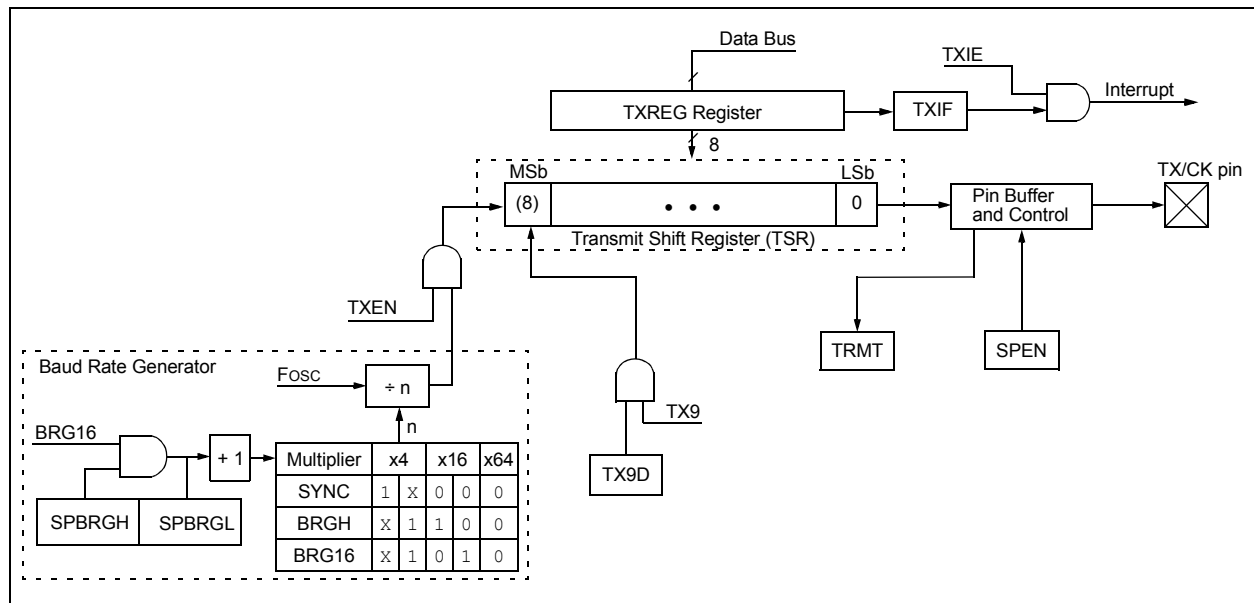 Data Bus
TXIE
Interrupt
TXREG Register
TXIF
8
MSb
LSb
(8)
• • •
0
Transmit Shift Register (TSR)
Pin Buffer
and Control
TX/CK pin
TXEN
TRMT
SPEN
Baud Rate Generator
FOSC
÷ n
n
TX9
TX9D
BRG16
+ 1
SPBRGH
SPBRGL
Multiplier x4 x16 x64
SYNC 1 X 0 0 0
BRGH X 1 1 0 0
BRG16 X 1 0 1 0